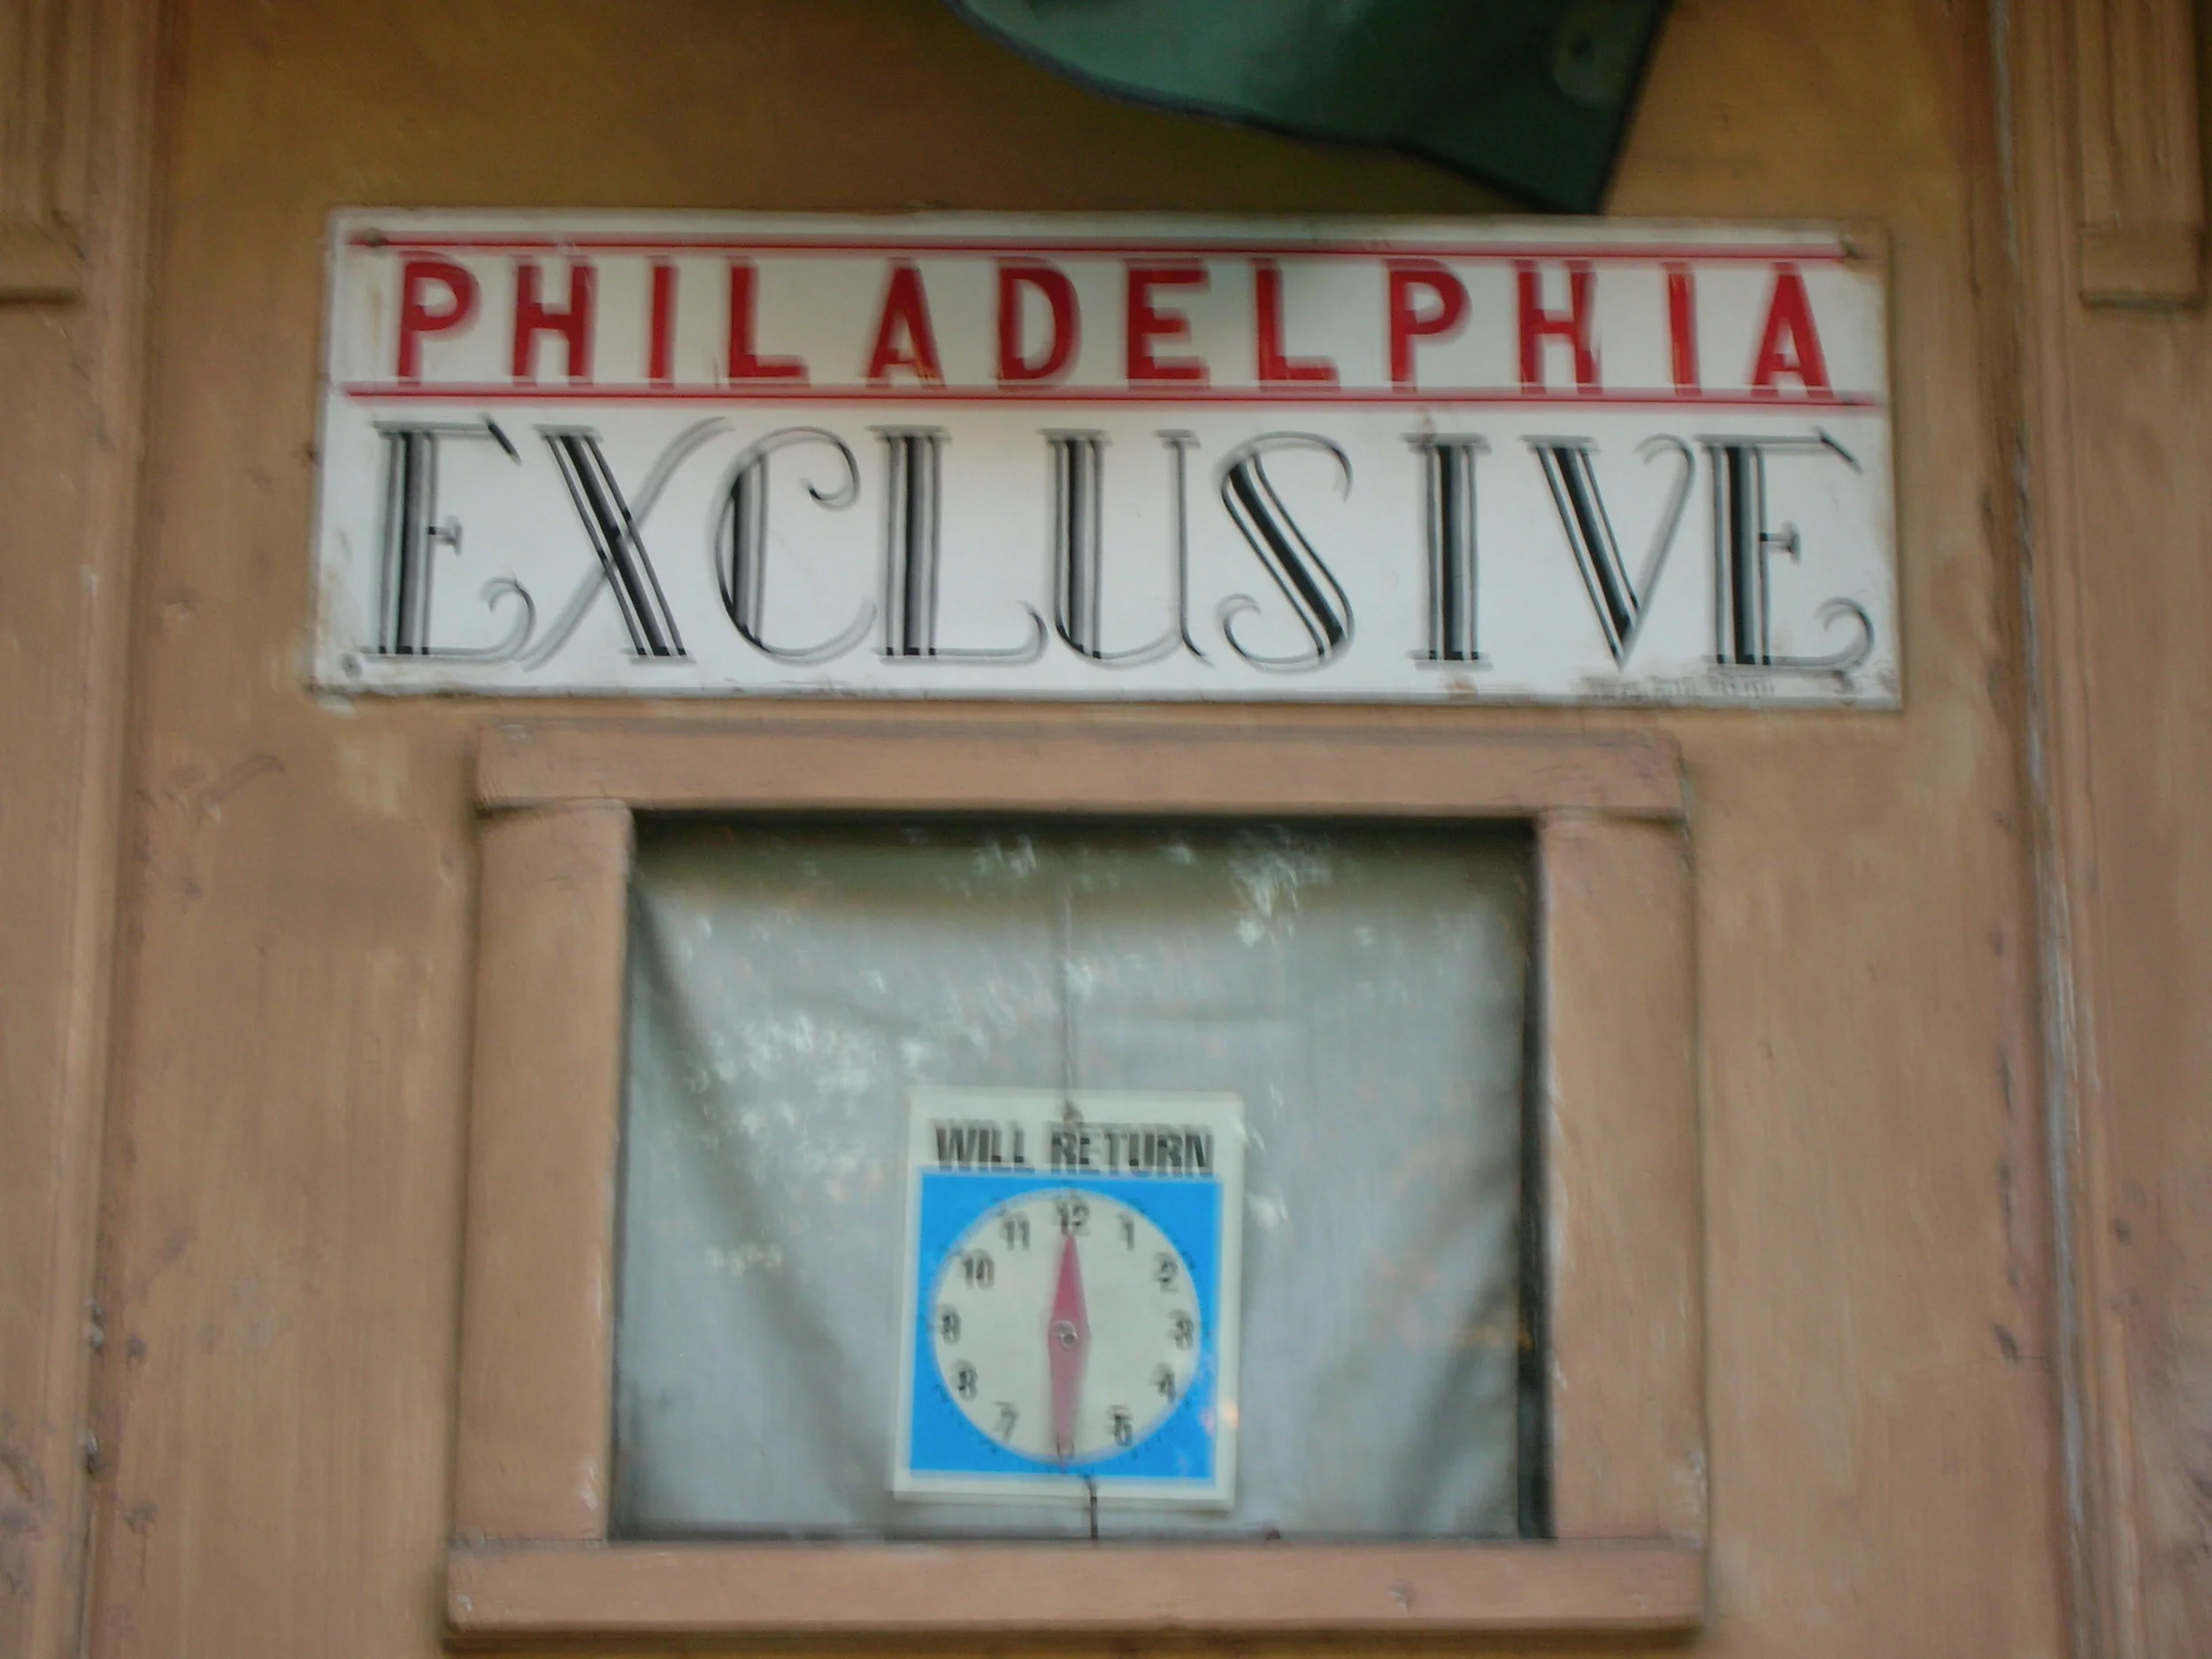 PHILADELPHIA
EXCLUSIVE
WILL RETURN
12
11 1
10 2
9 3
8 4
7 5
6